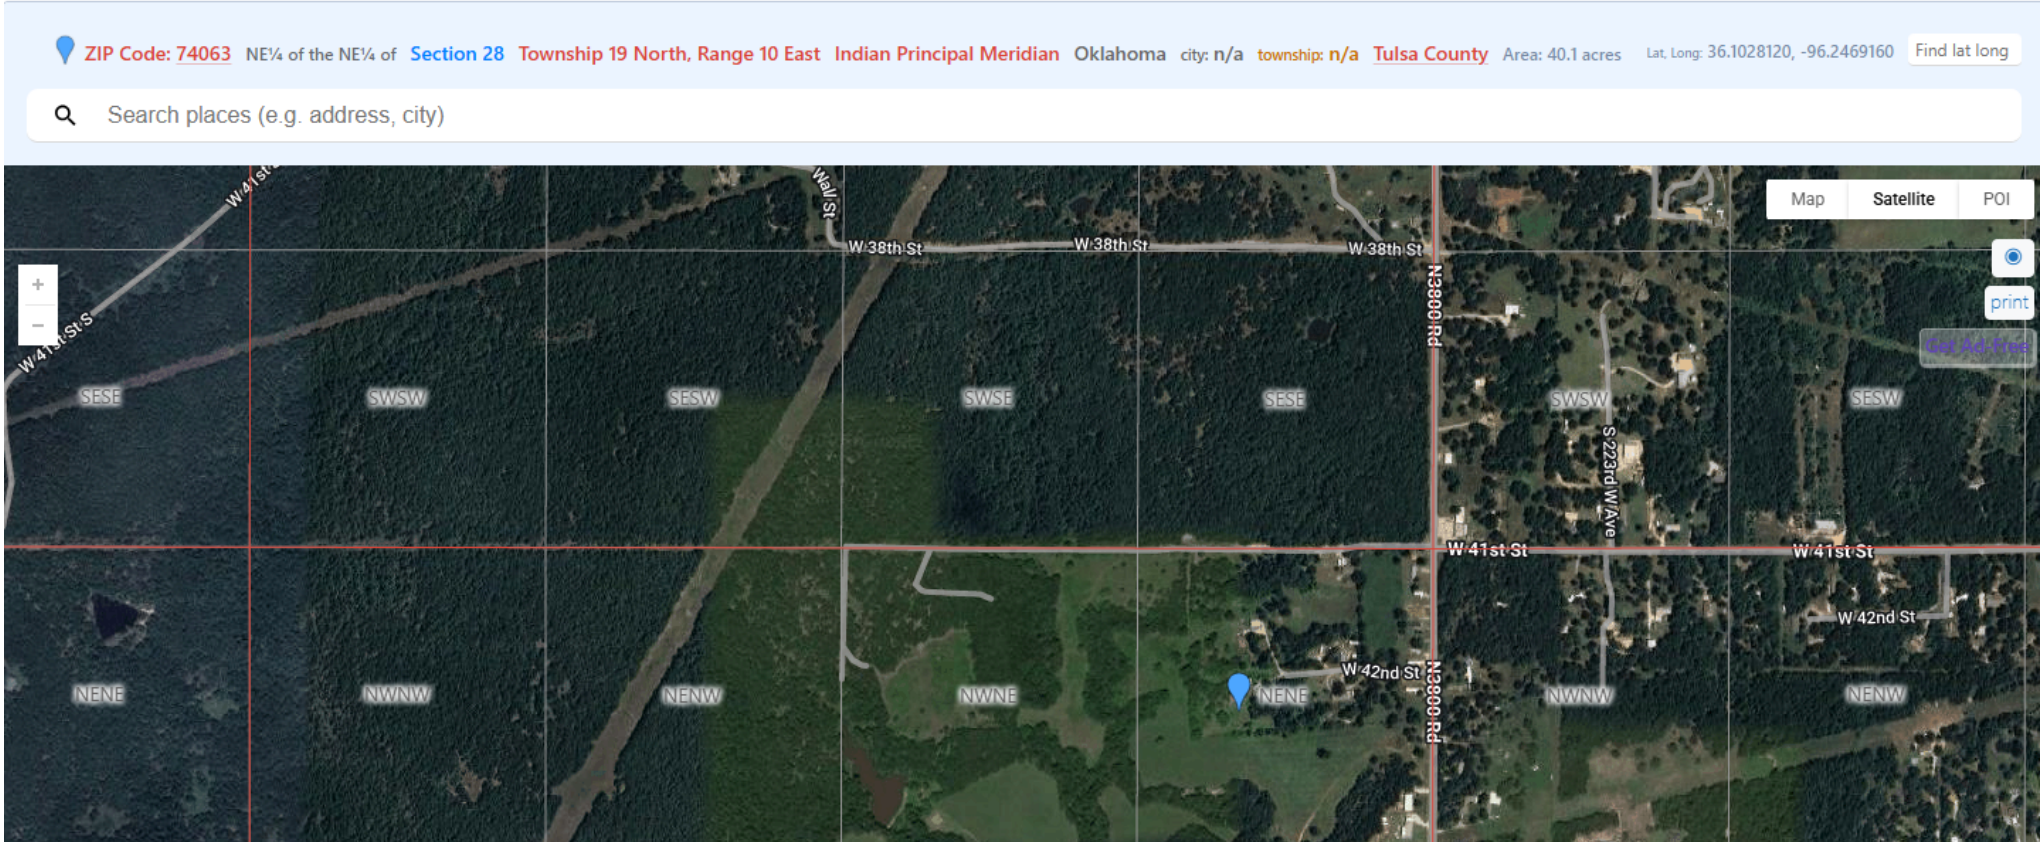 ZIP Code: 74063 NE¼ of the NE¼ of Section 28 Township 19 North, Range 10 East Indian Principal Meridian Oklahoma city: n/a township: n/a Tulsa County Area: 40.1 acres Lat, Long: 36.1028120, -96.2469160 Find lat long
Search places (e.g. address, city)
W 41st S
Wall St
Map Satellite POI
W 38th St W 38th St W 38th St
+
−
print
W 41st St S
N3800 Rd
Get Ad-Free
SESE SWSW SESW SWSE SESE SWSW SESW
S 223rd W Ave
W 41st St W 41st St
W 42nd St
W 42nd St
NENE NWNW NENW NWNE NENE NWNW NENW
N3800 Rd